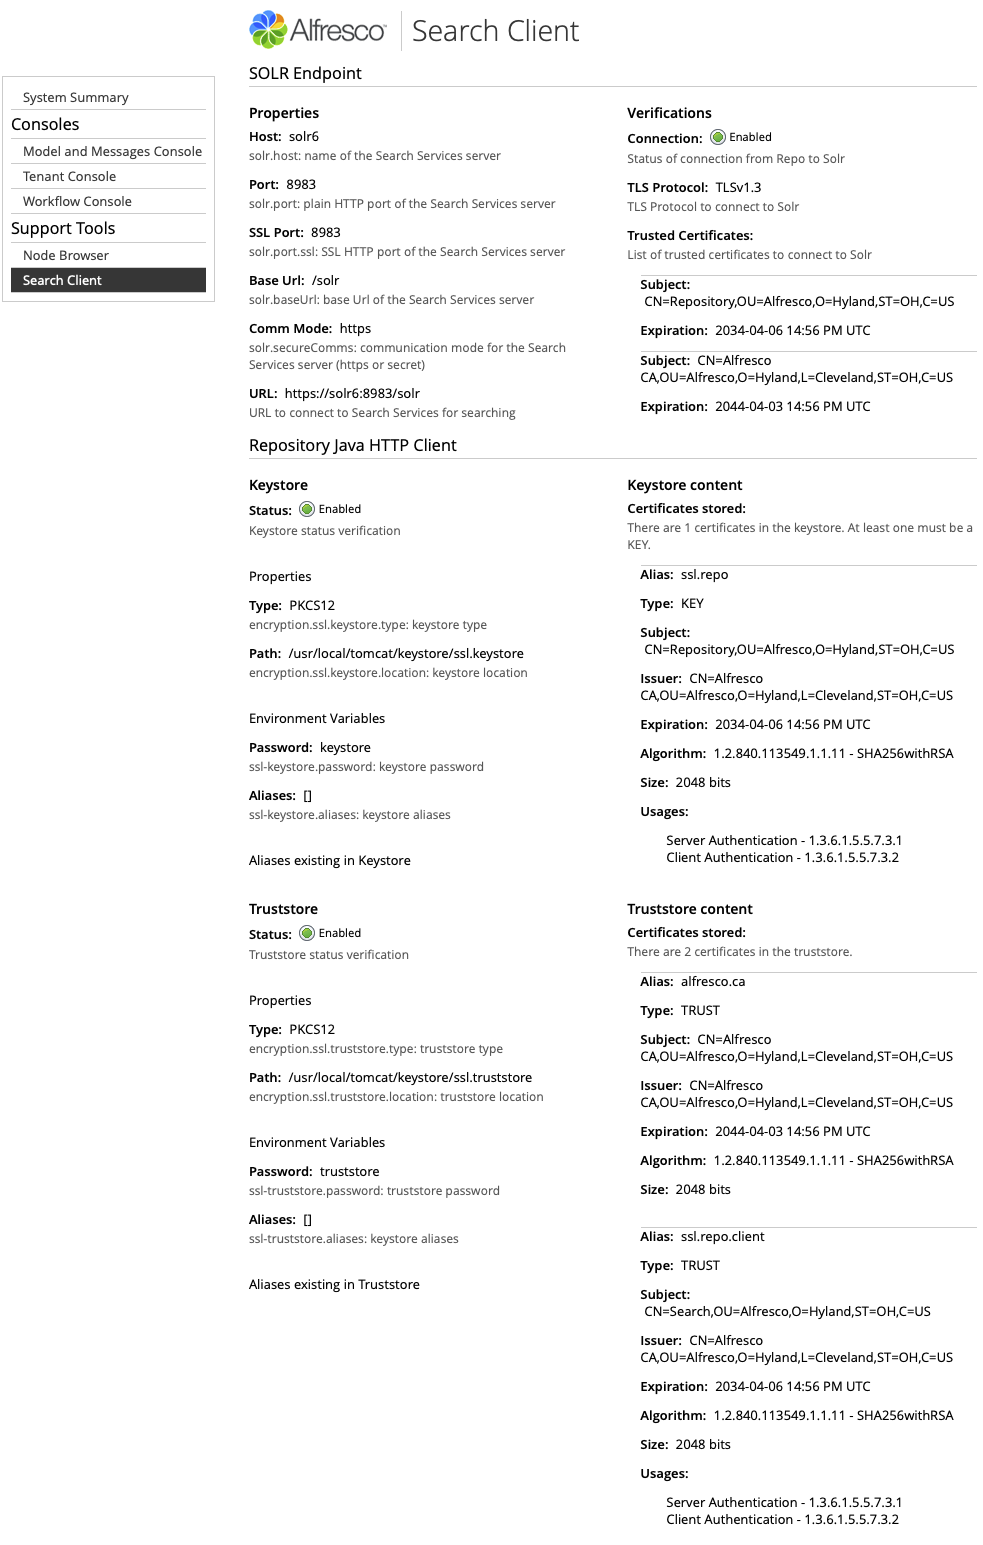 Alfresco™ Search Client
System Summary
Consoles
Model and Messages Console
Tenant Console
Workflow Console
Support Tools
Node Browser
Search Client
SOLR Endpoint
Properties
Host: solr6
solr.host: name of the Search Services server
Port: 8983
solr.port: plain HTTP port of the Search Services server
SSL Port: 8983
solr.port.ssl: SSL HTTP port of the Search Services server
Base Url: /solr
solr.baseUrl: base Url of the Search Services server
Comm Mode: https
solr.secureComms: communication mode for the Search
Services server (https or secret)
URL: https://solr6:8983/solr
URL to connect to Search Services for searching
Verifications
Connection: Enabled
Status of connection from Repo to Solr
TLS Protocol: TLSv1.3
TLS Protocol to connect to Solr
Trusted Certificates:
List of trusted certificates to connect to Solr
Subject:
CN=Repository,OU=Alfresco,O=Hyland,ST=OH,C=US
Expiration: 2034-04-06 14:56 PM UTC
Subject: CN=Alfresco
CA,OU=Alfresco,O=Hyland,L=Cleveland,ST=OH,C=US
Expiration: 2044-04-03 14:56 PM UTC
Repository Java HTTP Client
Keystore
Status: Enabled
Keystore status verification
Properties
Type: PKCS12
encryption.ssl.keystore.type: keystore type
Path: /usr/local/tomcat/keystore/ssl.keystore
encryption.ssl.keystore.location: keystore location
Environment Variables
Password: keystore
ssl-keystore.password: keystore password
Aliases: []
ssl-keystore.aliases: keystore aliases
Aliases existing in Keystore
Keystore content
Certificates stored:
There are 1 certificates in the keystore. At least one must be a
KEY.
Alias: ssl.repo
Type: KEY
Subject:
CN=Repository,OU=Alfresco,O=Hyland,ST=OH,C=US
Issuer: CN=Alfresco
CA,OU=Alfresco,O=Hyland,L=Cleveland,ST=OH,C=US
Expiration: 2034-04-06 14:56 PM UTC
Algorithm: 1.2.840.113549.1.1.11 - SHA256withRSA
Size: 2048 bits
Usages:
Server Authentication - 1.3.6.1.5.5.7.3.1
Client Authentication - 1.3.6.1.5.5.7.3.2
Truststore
Status: Enabled
Truststore status verification
Properties
Type: PKCS12
encryption.ssl.truststore.type: truststore type
Path: /usr/local/tomcat/keystore/ssl.truststore
encryption.ssl.truststore.location: truststore location
Environment Variables
Password: truststore
ssl-truststore.password: truststore password
Aliases: []
ssl-truststore.aliases: keystore aliases
Aliases existing in Truststore
Truststore content
Certificates stored:
There are 2 certificates in the truststore.
Alias: alfresco.ca
Type: TRUST
Subject: CN=Alfresco
CA,OU=Alfresco,O=Hyland,L=Cleveland,ST=OH,C=US
Issuer: CN=Alfresco
CA,OU=Alfresco,O=Hyland,L=Cleveland,ST=OH,C=US
Expiration: 2044-04-03 14:56 PM UTC
Algorithm: 1.2.840.113549.1.1.11 - SHA256withRSA
Size: 2048 bits
Alias: ssl.repo.client
Type: TRUST
Subject:
CN=Search,OU=Alfresco,O=Hyland,ST=OH,C=US
Issuer: CN=Alfresco
CA,OU=Alfresco,O=Hyland,L=Cleveland,ST=OH,C=US
Expiration: 2034-04-06 14:56 PM UTC
Algorithm: 1.2.840.113549.1.1.11 - SHA256withRSA
Size: 2048 bits
Usages:
Server Authentication - 1.3.6.1.5.5.7.3.1
Client Authentication - 1.3.6.1.5.5.7.3.2